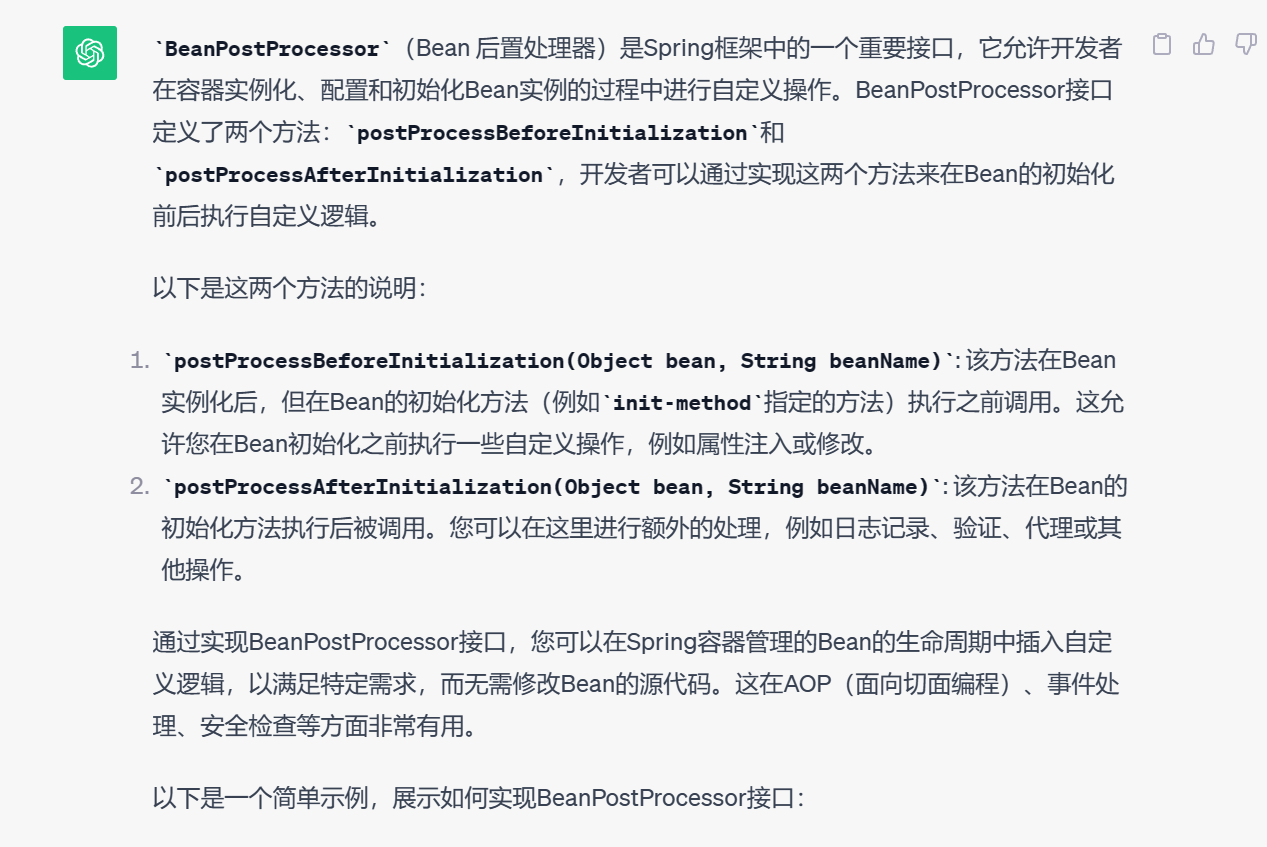 `BeanPostProcessor`（Bean 后置处理器）是Spring框架中的一个重要接口，它允许开发者
在容器实例化、配置和初始化Bean实例的过程中进行自定义操作。BeanPostProcessor接口
定义了两个方法：`postProcessBeforeInitialization`和
`postProcessAfterInitialization`，开发者可以通过实现这两个方法来在Bean的初始化
前后执行自定义逻辑。
以下是这两个方法的说明：
1. `postProcessBeforeInitialization(Object bean, String beanName)`: 该方法在Bean
实例化后，但在Bean的初始化方法（例如`init-method`指定的方法）执行之前调用。这允
许您在Bean初始化之前执行一些自定义操作，例如属性注入或修改。
2. `postProcessAfterInitialization(Object bean, String beanName)`: 该方法在Bean的
初始化方法执行后被调用。您可以在这里进行额外的处理，例如日志记录、验证、代理或其
他操作。
通过实现BeanPostProcessor接口，您可以在Spring容器管理的Bean的生命周期中插入自定
义逻辑，以满足特定需求，而无需修改Bean的源代码。这在AOP（面向切面编程）、事件处
理、安全检查等方面非常有用。
以下是一个简单示例，展示如何实现BeanPostProcessor接口：